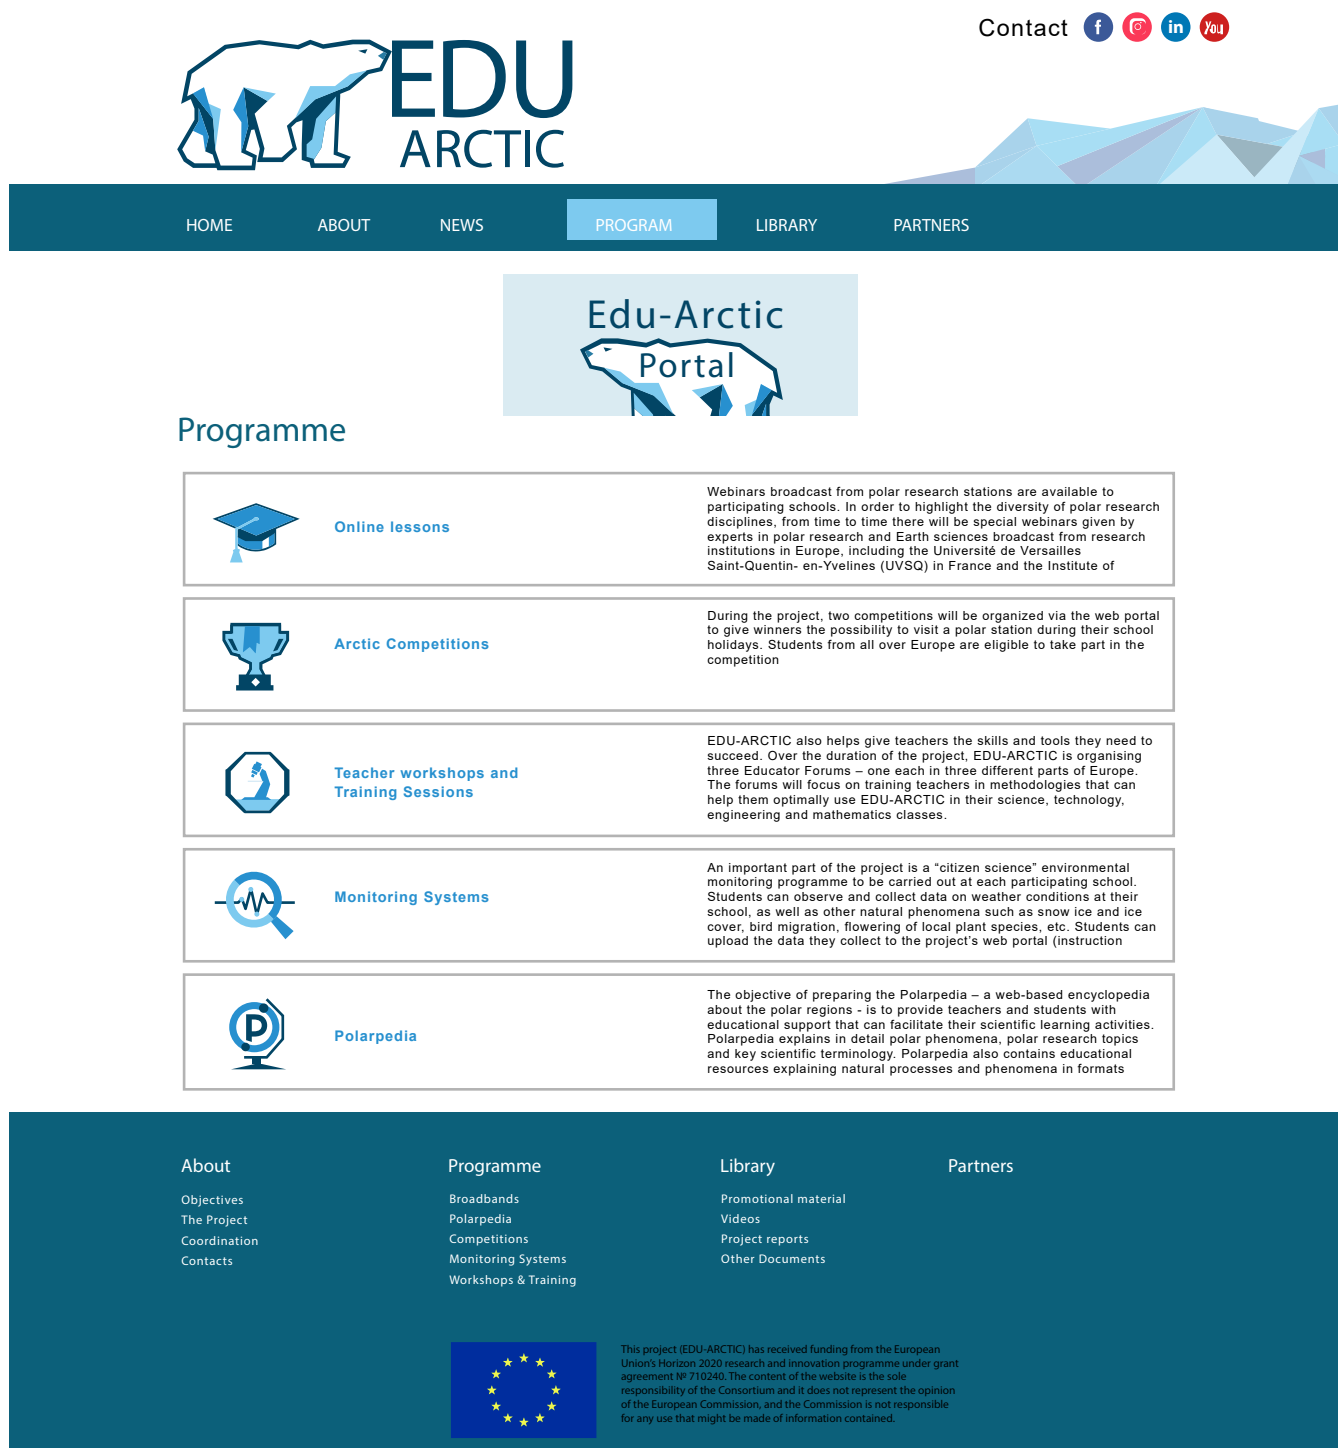 Contact
f
in
You
EDU
ARCTIC
HOME ABOUT NEWS PROGRAM LIBRARY PARTNERS
Edu-Arctic
Portal
Programme
Online lessons
Webinars broadcast from polar research stations are available to
participating schools. In order to highlight the diversity of polar research
disciplines, from time to time there will be special webinars given by
experts in polar research and Earth sciences broadcast from research
institutions in Europe, including the Université de Versailles
Saint-Quentin- en-Yvelines (UVSQ) in France and the Institute of
Arctic Competitions
During the project, two competitions will be organized via the web portal
to give winners the possibility to visit a polar station during their school
holidays. Students from all over Europe are eligible to take part in the
competition
Teacher workshops and
Training Sessions
EDU-ARCTIC also helps give teachers the skills and tools they need to
succeed. Over the duration of the project, EDU-ARCTIC is organising
three Educator Forums – one each in three different parts of Europe.
The forums will focus on training teachers in methodologies that can
help them optimally use EDU-ARCTIC in their science, technology,
engineering and mathematics classes.
Monitoring Systems
An important part of the project is a “citizen science” environmental
monitoring programme to be carried out at each participating school.
Students can observe and collect data on weather conditions at their
school, as well as other natural phenomena such as snow ice and ice
cover, bird migration, flowering of local plant species, etc. Students can
upload the data they collect to the project’s web portal (instruction
P
Polarpedia
The objective of preparing the Polarpedia – a web-based encyclopedia
about the polar regions - is to provide teachers and students with
educational support that can facilitate their scientific learning activities.
Polarpedia explains in detail polar phenomena, polar research topics
and key scientific terminology. Polarpedia also contains educational
resources explaining natural processes and phenomena in formats
About
Objectives
The Project
Coordination
Contacts
Programme
Broadbands
Polarpedia
Competitions
Monitoring Systems
Workshops & Training
Library
Promotional material
Videos
Project reports
Other Documents
Partners
This project (EDU-ARCTIC) has received funding from the European
Union’s Horizon 2020 research and innovation programme under grant
agreement Nº 710240. The content of the website is the sole
responsibility of the Consortium and it does not represent the opinion
of the European Commission, and the Commission is not responsible
for any use that might be made of information contained.